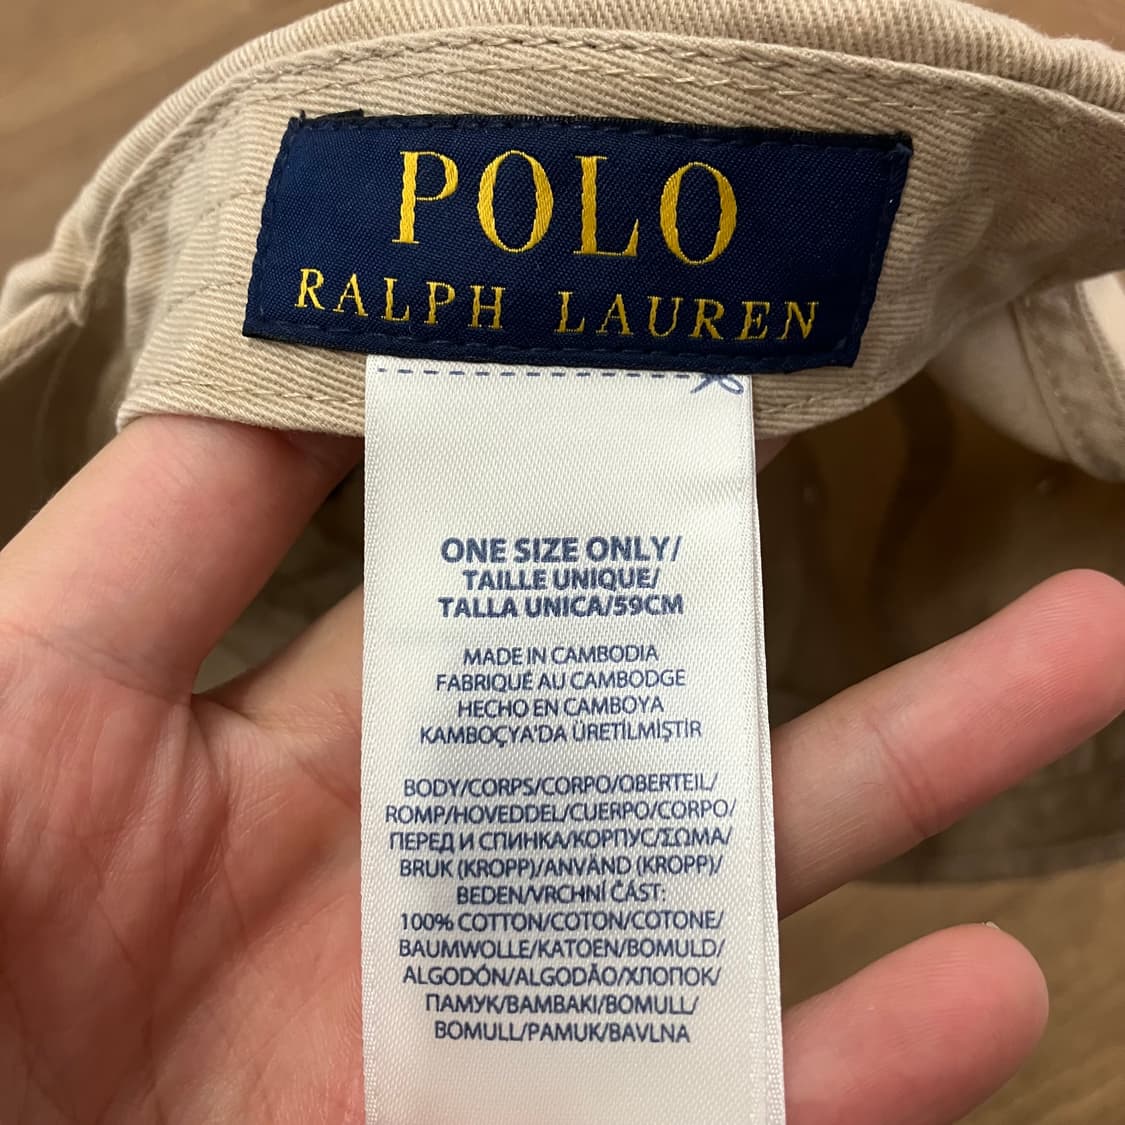 POLO
RALPH LAUREN
ONE SIZE ONLY/
TAILLE UNIQUE/
TALLA UNICA/59CM
MADE IN CAMBODIA
FABRIQUÉ AU CAMBODGE
HECHO EN CAMBOYA
KAMBOÇYA'DA ÜRETİLMİŞTİR
BODY/CORPS/CORPO/OBERTEIL/
ROMP/HOVEDDEL/CUERPO/CORPO/
ПЕРЕД И СПИНКА/КОРПУС/ΣΩΜΑ/
BRUK (KROPP)/ANVÄND (KROPP)/
BEDEN/VRCHNÍ ČÁST:
100% COTTON/COTON/COTONE/
BAUMWOLLE/KATOEN/BOMULD/
ALGODÓN/ALGODÃO/ХЛОПОК/
ПАМУК/BAMBAKI/BOMULL/
BOMULL/PAMUK/BAVLNA